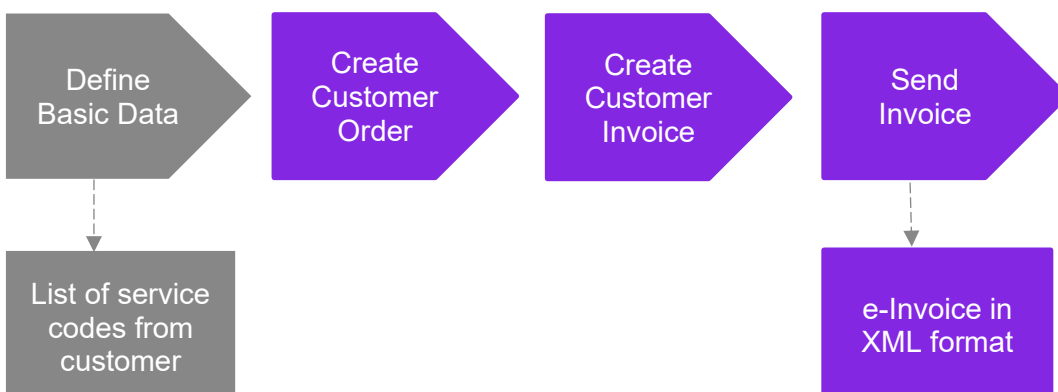 Define
Basic Data
Create
Customer
Order
Create
Customer
Invoice
Send
Invoice
List of service
codes from
customer
e-Invoice in
XML format